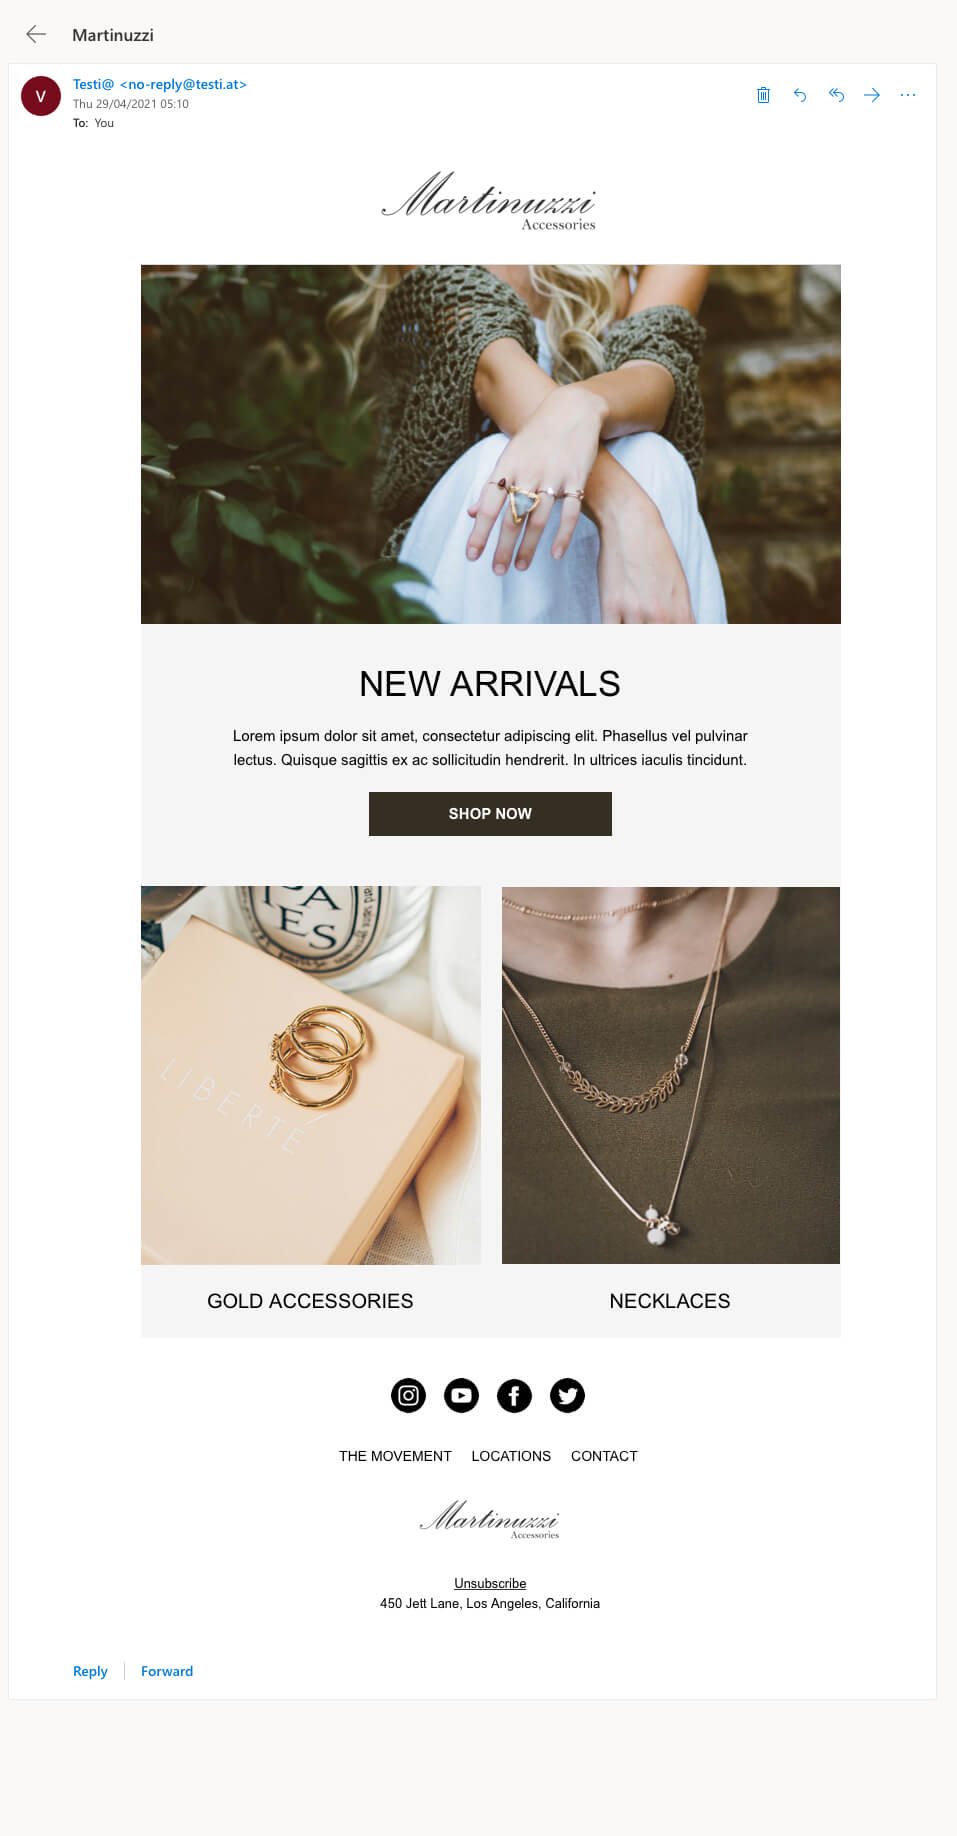 Martinuzzi
V
Testi@ <no-reply@testi.at>
Thu 29/04/2021 05:10
To: You
Martinuzzi
Accessories
NEW ARRIVALS
Lorem ipsum dolor sit amet, consectetur adipiscing elit. Phasellus vel pulvinar
lectus. Quisque sagittis ex ac sollicitudin hendrerit. In ultrices iaculis tincidunt.
SHOP NOW
PA
ES
LIBERTÉ
GOLD ACCESSORIES
NECKLACES
THE MOVEMENT LOCATIONS CONTACT
Martinuzzi
Accessories
Unsubscribe
450 Jett Lane, Los Angeles, California
Reply
Forward